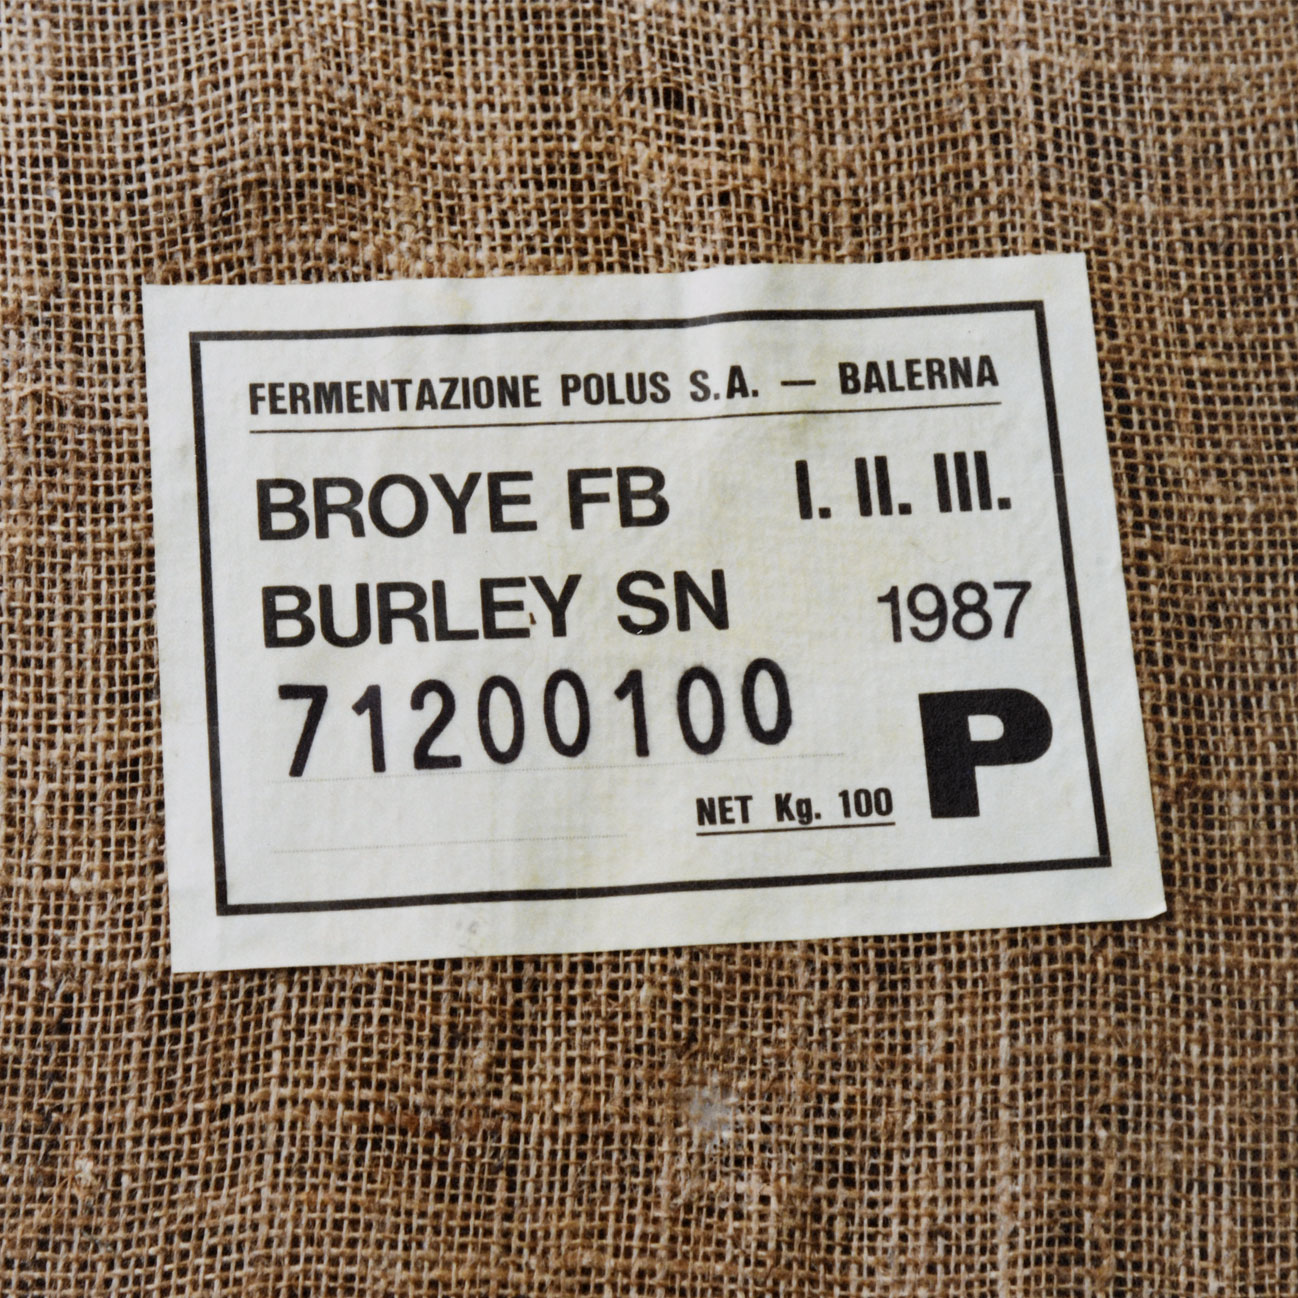 FERMENTAZIONE POLUS S.A. — BALERNA
BROYE FB I. II. III.
BURLEY SN 1987
71200100
P
NET Kg. 100